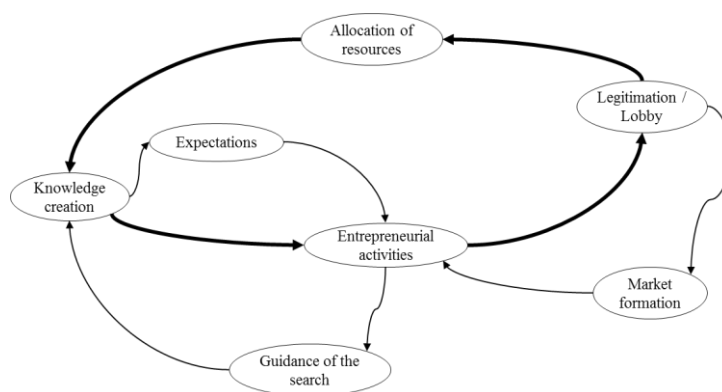 Allocation of
resources
Legitimation /
Lobby
Expectations
Knowledge
creation
Entrepreneurial
activities
Market
formation
Guidance of the
search